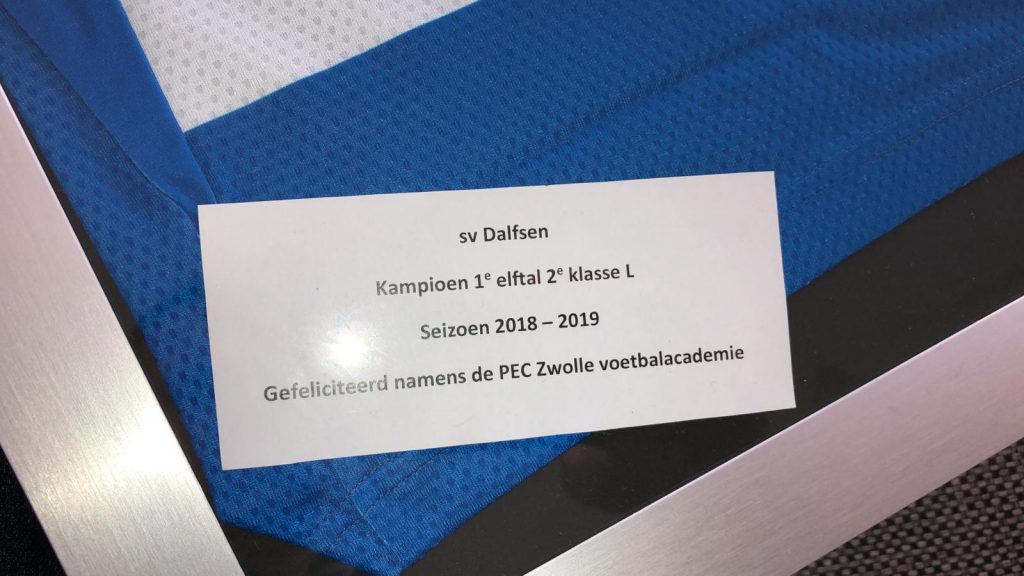 sv Dalfsen
Kampioen 1e elftal 2e klasse L
Seizoen 2018 – 2019
Gefeliciteerd namens de PEC Zwolle voetbalacademie